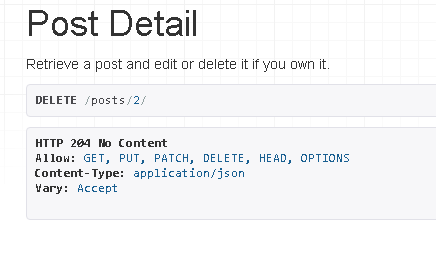 Post Detail
Retrieve a post and edit or delete it if you own it.
DELETE /posts/2/
HTTP 204 No Content
Allow: GET, PUT, PATCH, DELETE, HEAD, OPTIONS
Content-Type: application/json
Vary: Accept